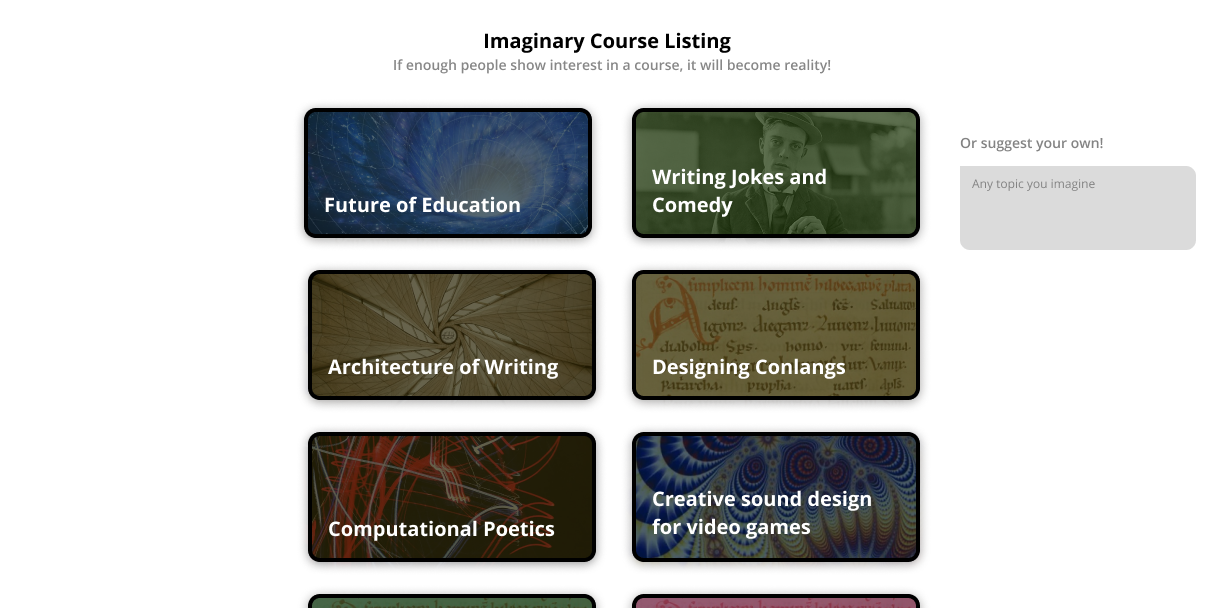 Imaginary Course Listing
If enough people show interest in a course, it will become reality!
Future of Education
Writing Jokes and
Comedy
Or suggest your own!
Any topic you imagine
Architecture of Writing
Designing Conlangs
Computational Poetics
Creative sound design
for video games